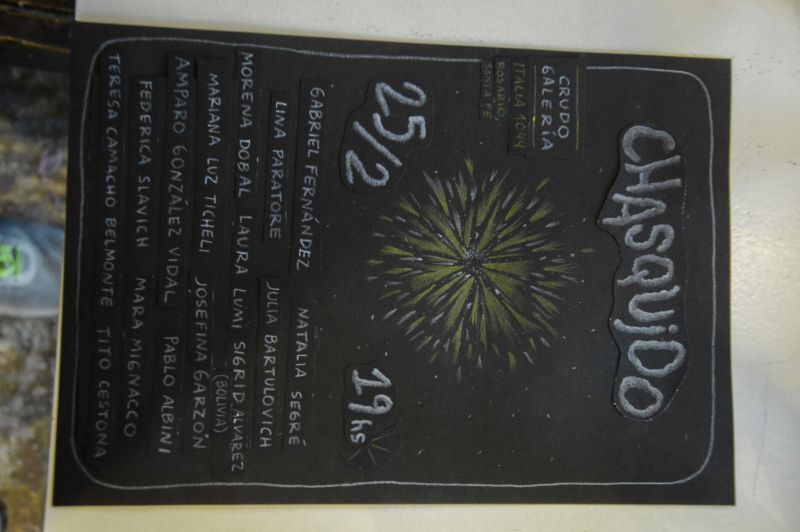 CHASQUIDO
CRUDO
GALERÍA
ITALIA 1044
ROSARIO,
SANTA FE
25/2
19hs
GABRIEL FERNÁNDEZ NATALIA SEGRÉ
LINA PARATORE JULIA BARTULOVICH
MORENA DOBAL LAURA LUMI SIGRID ALVAREZ
(BOLIVIA)
MARIANA LUZ TICHELI JOSEFINA GARZÓN
AMPARO GONZÁLEZ VIDAL PABLO ALBINI
FEDERICA SLAVICH MARA MIGNACCO
TERESA CAMACHO BELMONTE TITO CESTONA